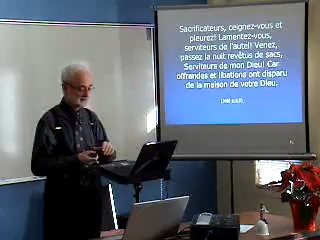 Sacrificateurs, ceignez-vous et
pleurez! Lamentez-vous,
serviteurs de l'autel! Venez,
passez la nuit revêtus de sacs,
Serviteurs de mon Dieu! Car
offrandes et libations ont disparu
de la maison de votre Dieu.